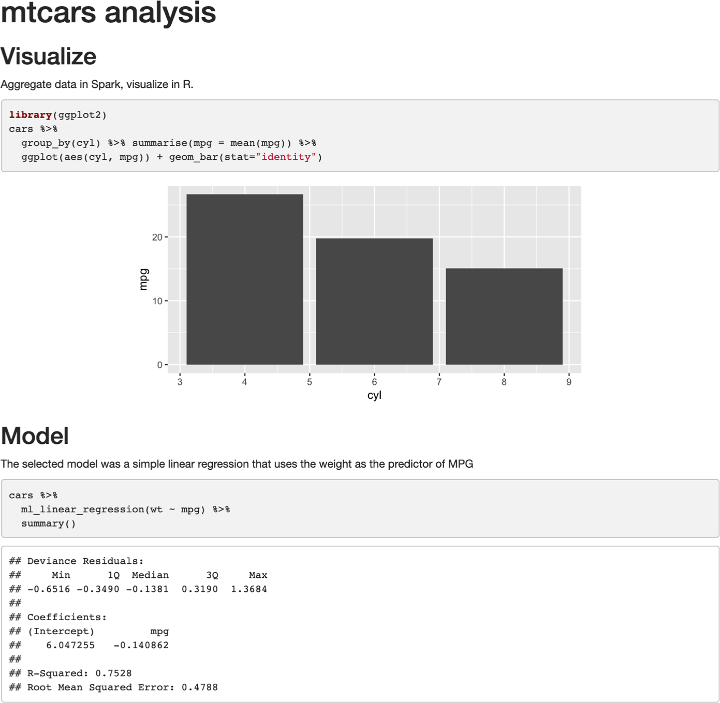 mtcars analysis
Visualize
Aggregate data in Spark, visualize in R.
library(ggplot2)
cars %>%
  group_by(cyl) %>% summarise(mpg = mean(mpg)) %>%
  ggplot(aes(cyl, mpg)) + geom_bar(stat="identity")
20
mpg
10
0
3 4 5 6 7 8 9
cyl
Model
The selected model was a simple linear regression that uses the weight as the predictor of MPG
cars %>%
  ml_linear_regression(wt ~ mpg) %>%
  summary()
## Deviance Residuals:
##     Min      1Q  Median      3Q     Max
## -0.6516 -0.3490 -0.1381  0.3190  1.3684
##
## Coefficients:
## (Intercept)         mpg
##    6.047255   -0.140862
##
## R-Squared: 0.7528
## Root Mean Squared Error: 0.4788